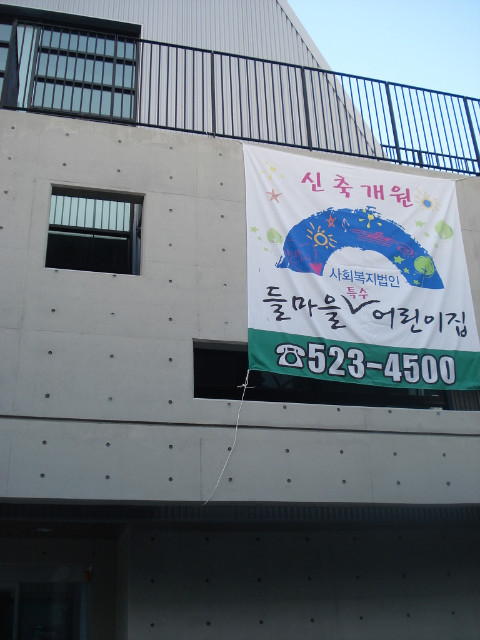 신축개원
사회복지법인
특수
들마을 어린이집
☎523-4500